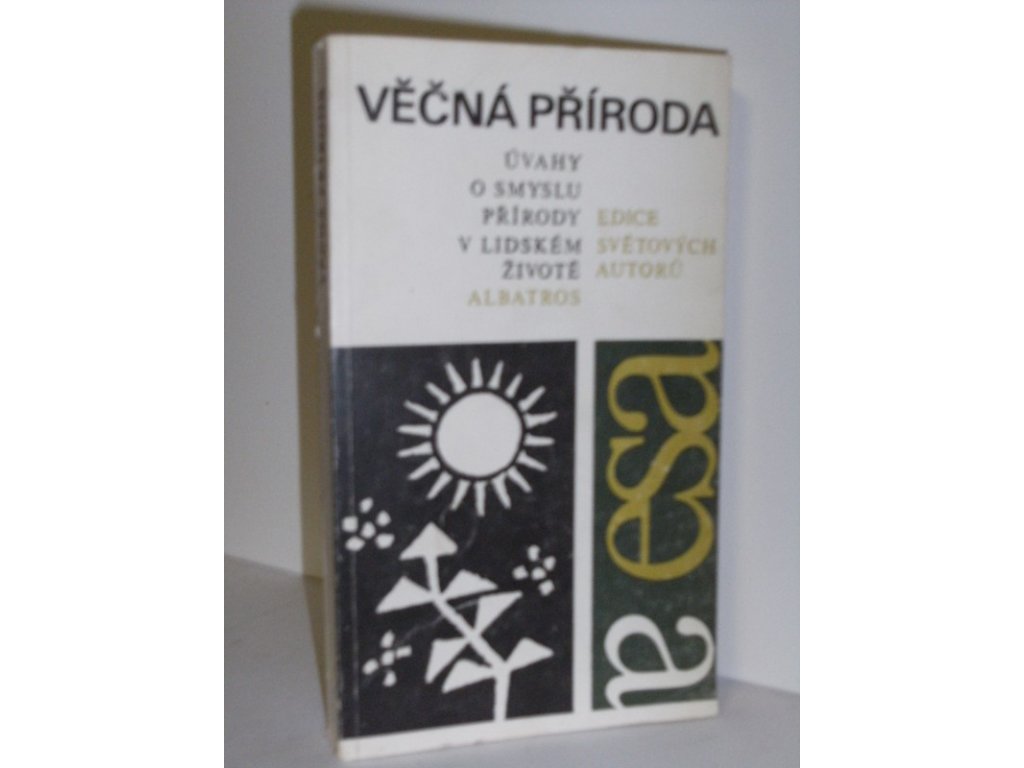 VĚČNÁ PŘÍRODA
ÚVAHY
O SMYSLU
PŘÍRODY
V LIDSKÉM
ŽIVOTĚ
ALBATROS
EDICE
SVĚTOVÝCH
AUTORŮ
esa
a